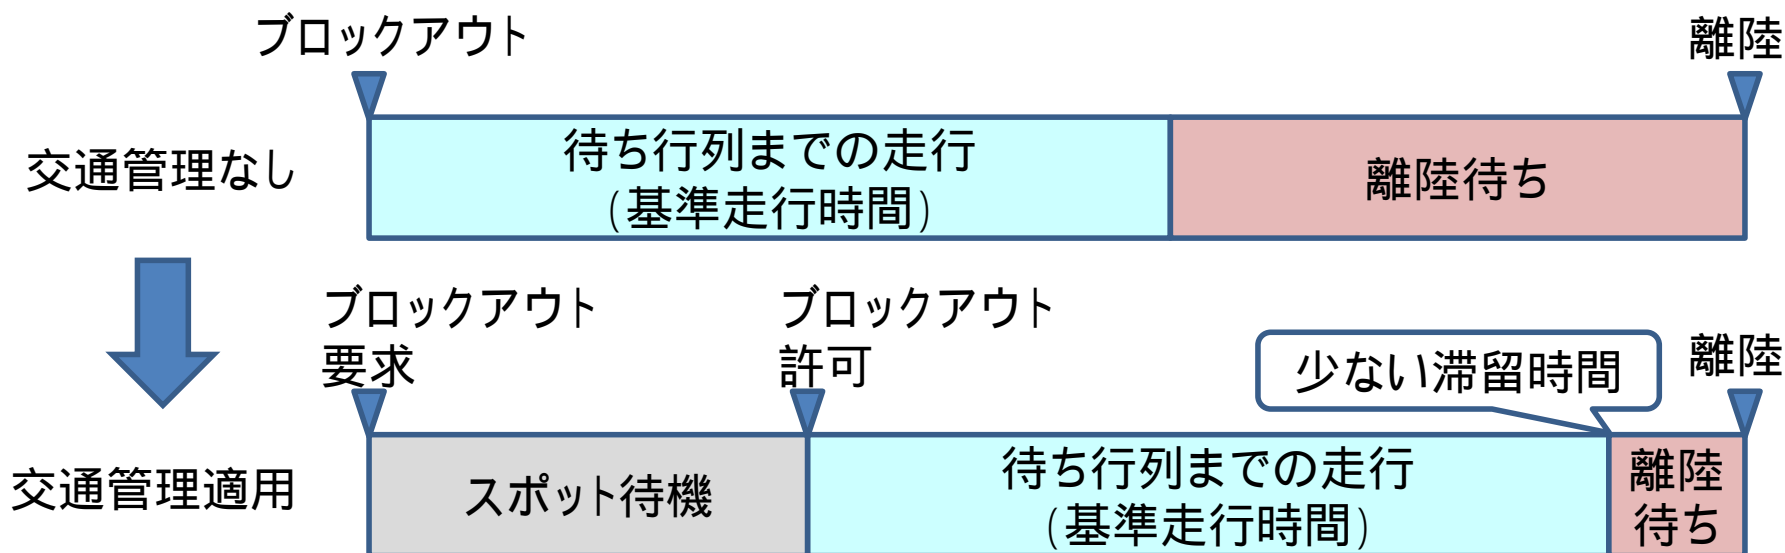 ブロックアウト
離陸
交通管理なし
待ち行列までの走行
(基準走行時間)
離陸待ち
ブロックアウト
要求
ブロックアウト
許可
少ない滞留時間
離陸
交通管理適用
スポット待機
待ち行列までの走行
(基準走行時間)
離陸
待ち